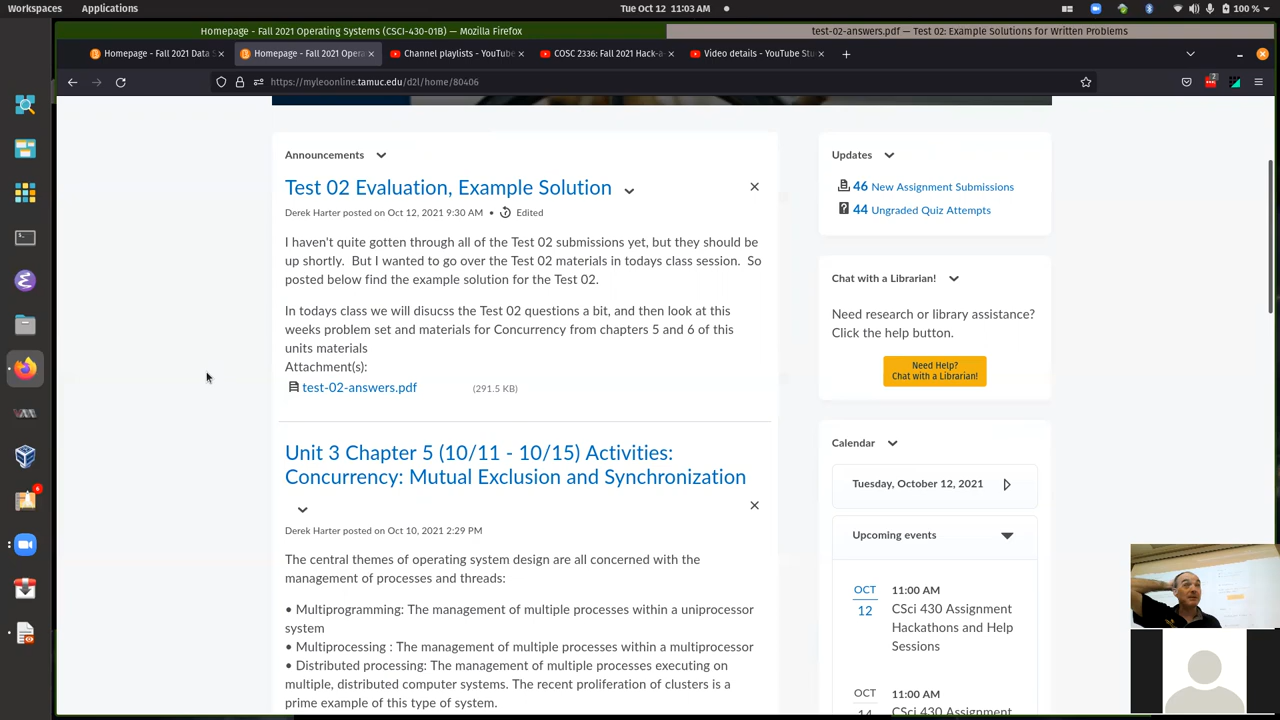 Workspaces Applications Tue Oct 12 11:03 AM 100 %
Homepage - Fall 2021 Operating Systems (CSCI-430-01B) — Mozilla Firefox
test-02-answers.pdf — Test 02: Example Solutions for Written Problems
Homepage - Fall 2021 Data S
Homepage - Fall 2021 Opera
Channel playlists - YouTube
COSC 2336: Fall 2021 Hack-a
Video details - YouTube Stu
https://myleoonline.tamuc.edu/d2l/home/80406
Announcements
Test 02 Evaluation, Example Solution
Derek Harter posted on Oct 12, 2021 9:30 AM • Edited
I haven't quite gotten through all of the Test 02 submissions yet, but they should be
up shortly. But I wanted to go over the Test 02 materials in todays class session. So
posted below find the example solution for the Test 02.
In todays class we will disucss the Test 02 questions a bit, and then look at this
weeks problem set and materials for Concurrency from chapters 5 and 6 of this
units materials
Attachment(s):
test-02-answers.pdf (291.5 KB)
Unit 3 Chapter 5 (10/11 - 10/15) Activities:
Concurrency: Mutual Exclusion and Synchronization
Derek Harter posted on Oct 10, 2021 2:29 PM
The central themes of operating system design are all concerned with the
management of processes and threads:
• Multiprogramming: The management of multiple processes within a uniprocessor
system
• Multiprocessing : The management of multiple processes within a multiprocessor
• Distributed processing: The management of multiple processes executing on
multiple, distributed computer systems. The recent proliferation of clusters is a
prime example of this type of system.
Updates
46 New Assignment Submissions
44 Ungraded Quiz Attempts
Chat with a Librarian!
Need research or library assistance?
Click the help button.
Need Help?
Chat with a Librarian!
Calendar
Tuesday, October 12, 2021
Upcoming events
OCT
12
11:00 AM
CSci 430 Assignment
Hackathons and Help
Sessions
OCT
14
11:00 AM
CSci 430 Assignment